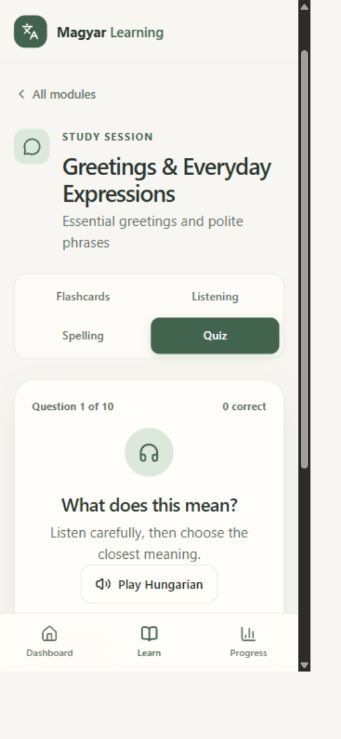 Magyar Learning
All modules
STUDY SESSION
Greetings & Everyday
Expressions
Essential greetings and polite
phrases
Flashcards
Listening
Spelling
Quiz
Question 1 of 10
0 correct
What does this mean?
Listen carefully, then choose the
closest meaning.
Play Hungarian
Dashboard
Learn
Progress